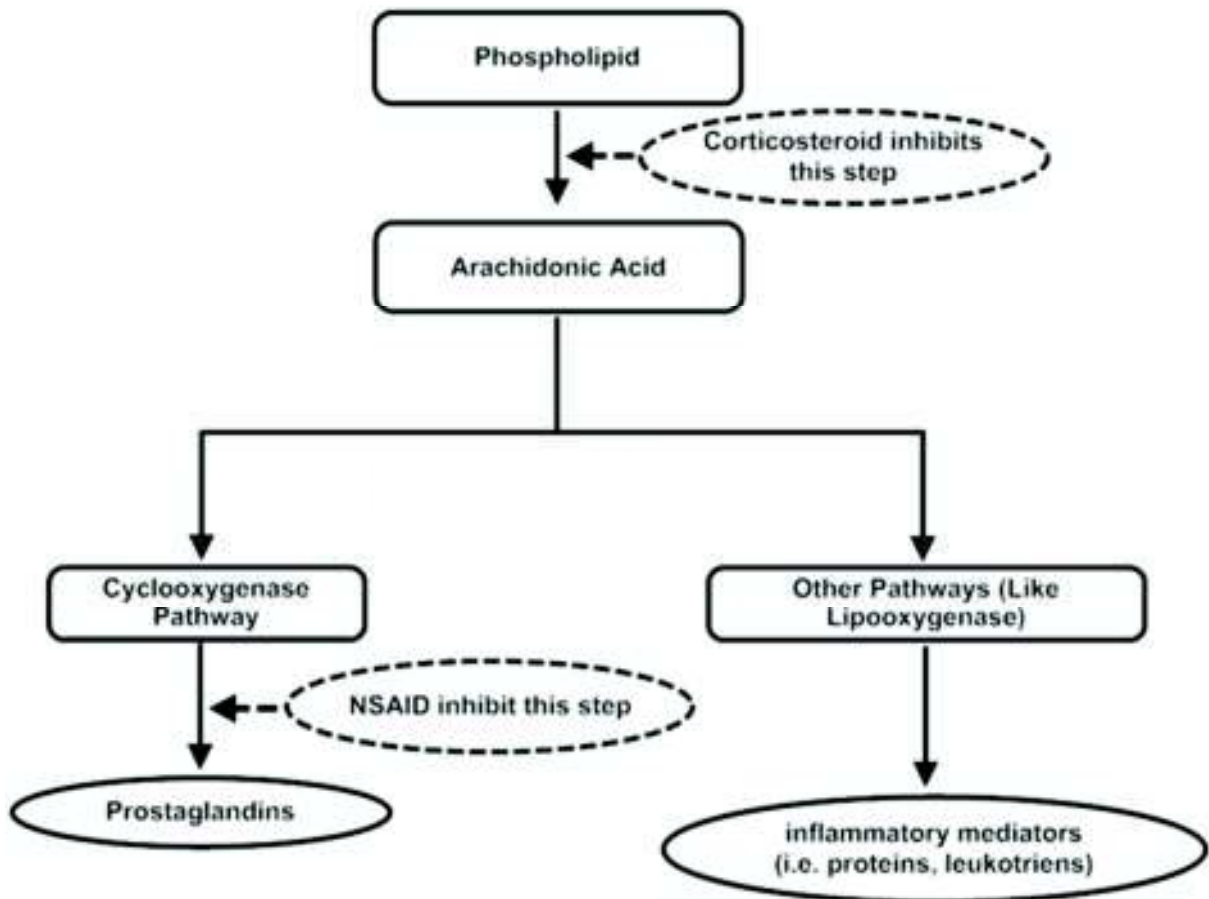 Phospholipid
Corticosteroid inhibits
this step
Arachidonic Acid
Cyclooxygenase
Pathway
Other Pathways (Like
Lipooxygenase)
NSAID inhibit this step
Prostaglandins
inflammatory mediators
(i.e. proteins, leukotriens)